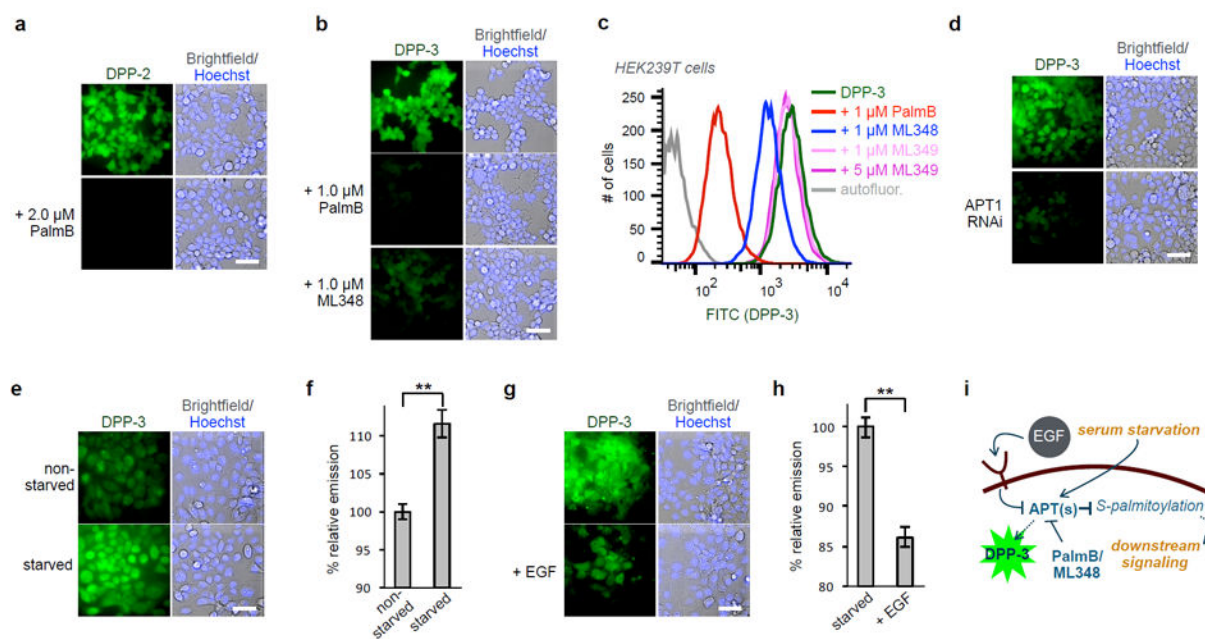 a
DPP-2
Brightfield/
Hoechst
+ 2.0 µM
PalmB
b
DPP-3
Brightfield/
Hoechst
+ 1.0 µM
PalmB
+ 1.0 µM
ML348
c
HEK239T cells
DPP-3
+ 1 µM PalmB
+ 1 µM ML348
+ 1 µM ML349
+ 5 µM ML349
autofluor.
# of cells
250
200
150
100
50
0
10²
10³
10⁴
FITC (DPP-3)
d
DPP-3
Brightfield/
Hoechst
APT1
RNAi
e
DPP-3
Brightfield/
Hoechst
non-
starved
starved
f
**
% relative emission
110
100
90
non-
starved
starved
g
DPP-3
Brightfield/
Hoechst
+ EGF
h
**
% relative emission
100
95
90
85
80
starved
+ EGF
i
EGF
serum starvation
APT(s)
S-palmitoylation
DPP-3
PalmB/
ML348
downstream
signaling